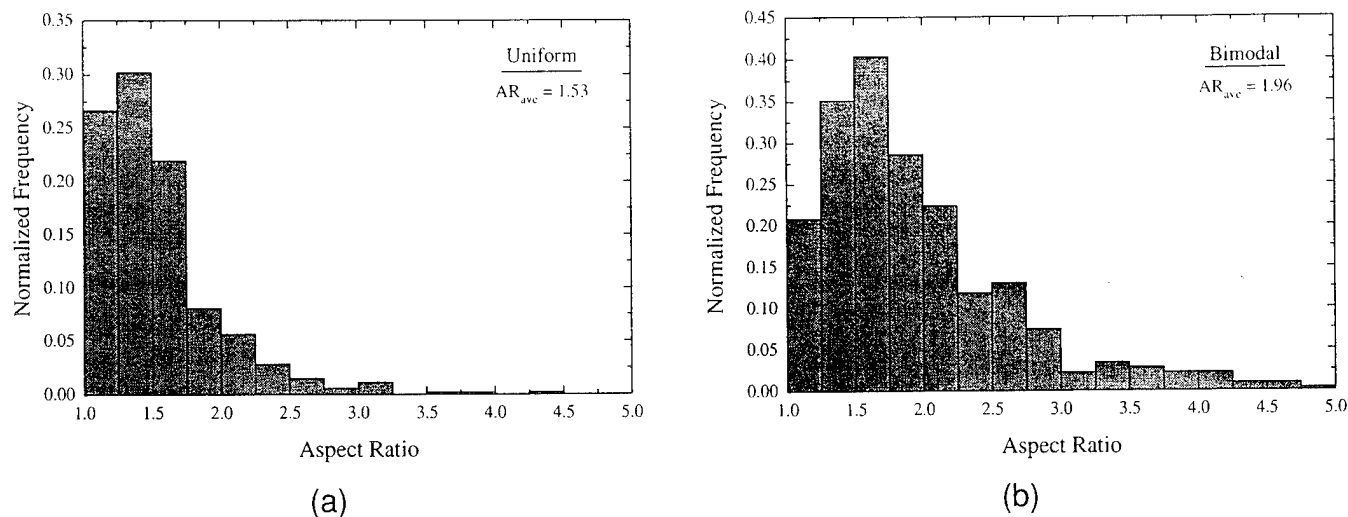 0.35
0.30
0.25
0.20
0.15
0.10
0.05
0.00
Normalized Frequency
Uniform
AR_ave = 1.53
1.0 1.5 2.0 2.5 3.0 3.5 4.0 4.5 5.0
Aspect Ratio
(a)
0.45
0.40
0.35
0.30
0.25
0.20
0.15
0.10
0.05
0.00
Normalized Frequency
Bimodal
AR_ave = 1.96
1.0 1.5 2.0 2.5 3.0 3.5 4.0 4.5 5.0
Aspect Ratio
(b)